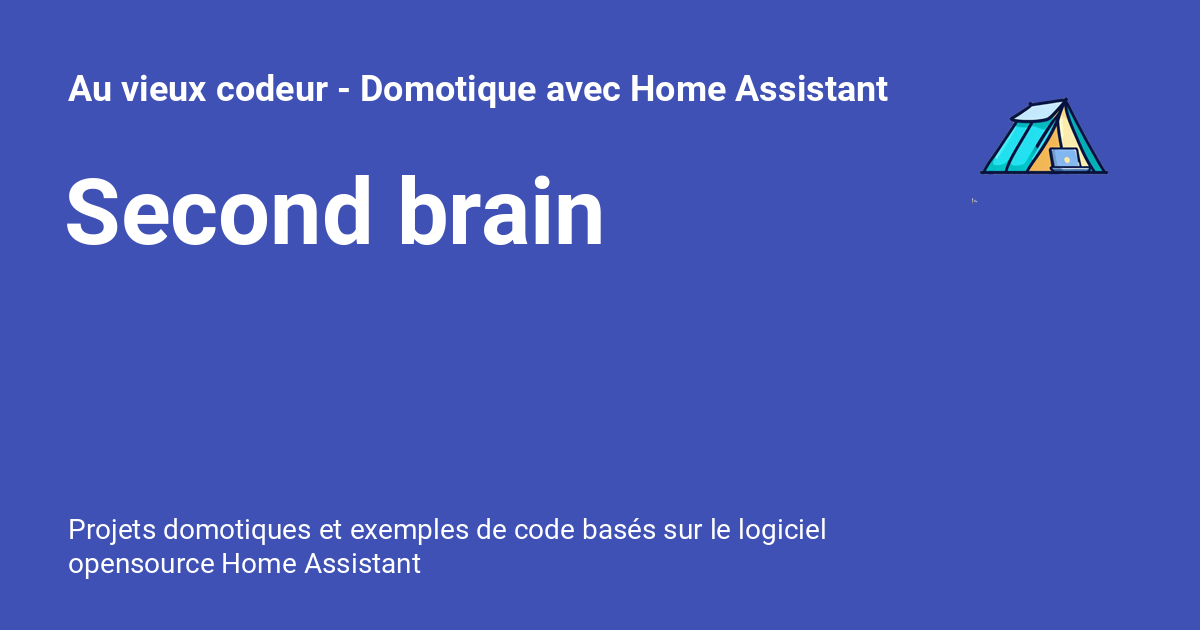 Au vieux codeur - Domotique avec Home Assistant
Second brain
Projets domotiques et exemples de code basés sur le logiciel
opensource Home Assistant